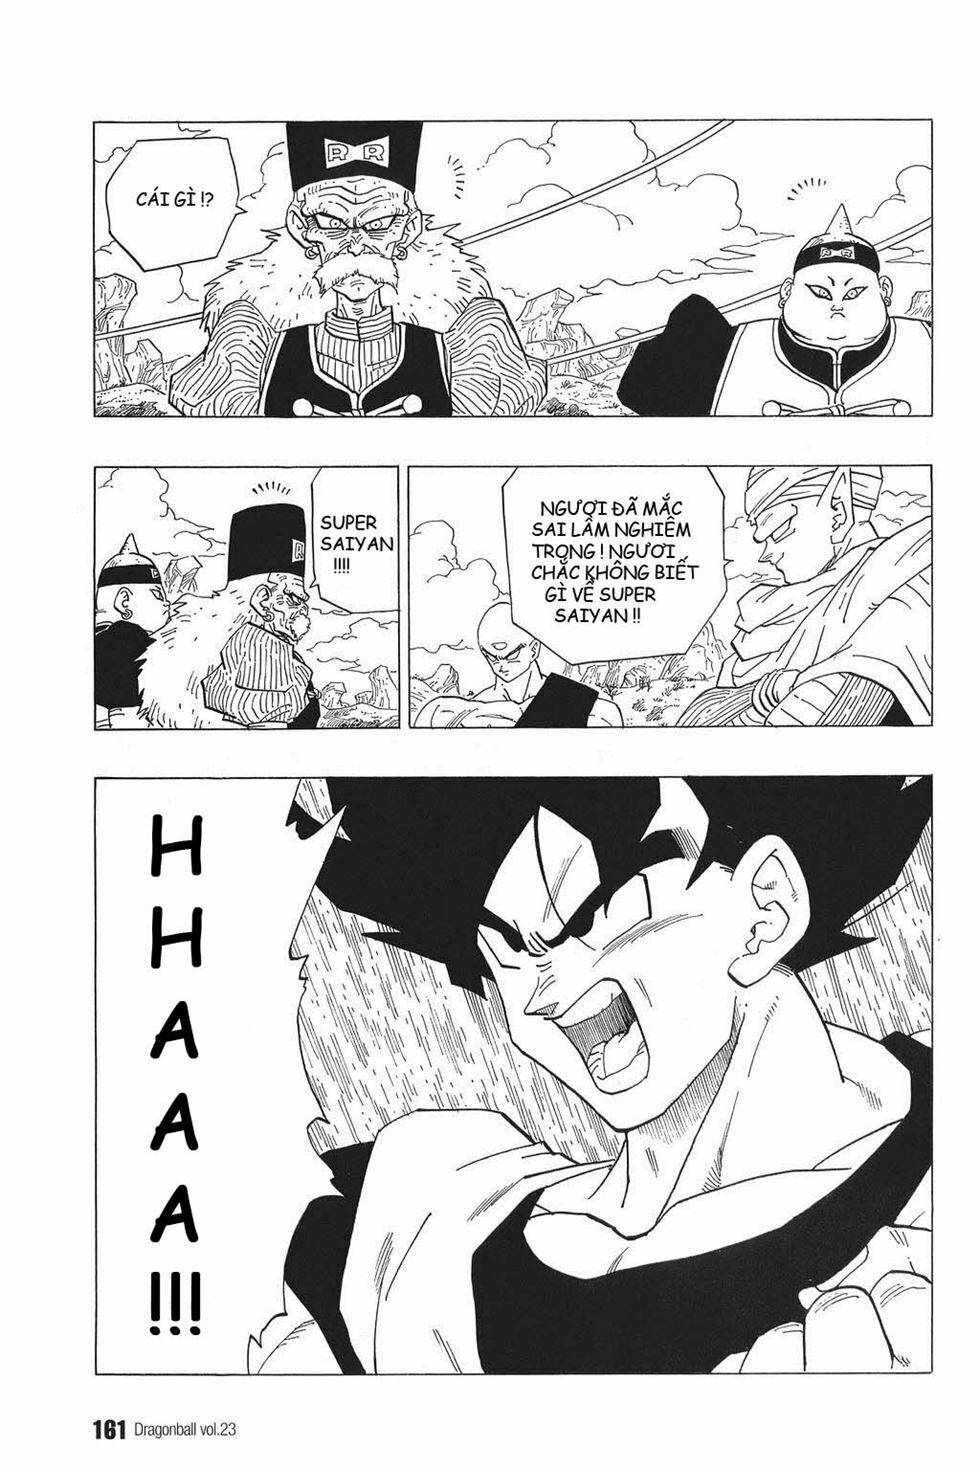 CÁI GÌ !?
R R
R R
NGƯƠI ĐÃ MẮC
SAI LẦM NGHIÊM
TRỌNG ! NGƯƠI
CHẮC KHÔNG BIẾT
GÌ VỀ SUPER
SAIYAN !!
SUPER
SAIYAN
!!!!
R
HHAAA!!!
161 Dragonball vol.23